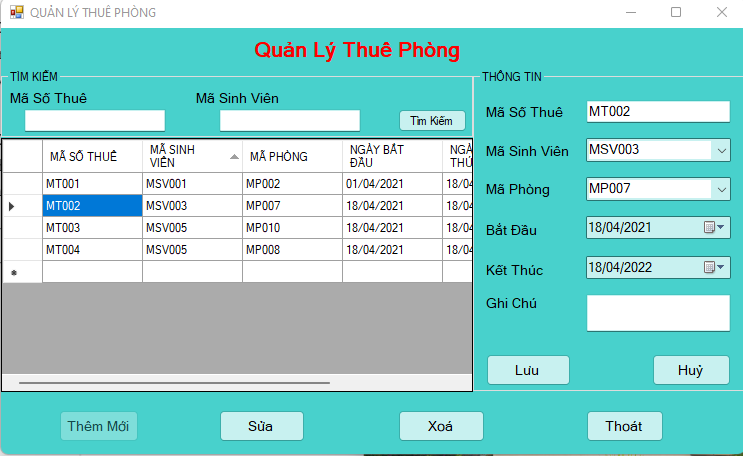 QUẢN LÝ THUÊ PHÒNG
Quản Lý Thuê Phòng
TÌM KIẾM
Mã Số Thuê
Mã Sinh Viên
Tìm Kiếm
MÃ SỐ THUÊ
MÃ SINH
VIÊN
MÃ PHÒNG
NGÀY BẮT
ĐẦU
NGÀ
THÚ
MT001 MSV001 MP002 01/04/2021 18/04
MT002 MSV003 MP007 18/04/2021 18/04
MT003 MSV005 MP010 18/04/2021 18/04
MT004 MSV005 MP008 18/04/2021 18/04
THÔNG TIN
Mã Số Thuê MT002
Mã Sinh Viên MSV003
Mã Phòng MP007
Bắt Đầu 18/04/2021
Kết Thúc 18/04/2022
Ghi Chú
Lưu Huỷ
Thêm Mới Sửa Xoá Thoát